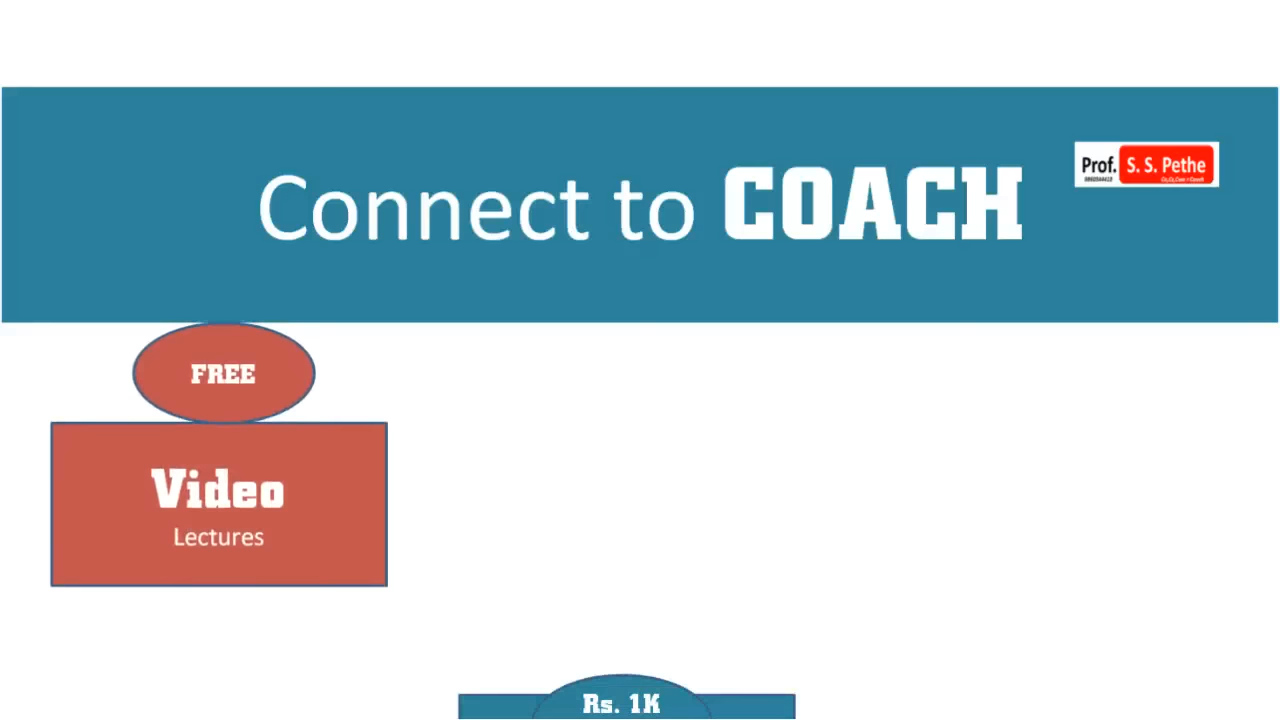 Connect to COACH
Prof. S. S. Pethe
FREE
Video
Lectures
Rs. 1K